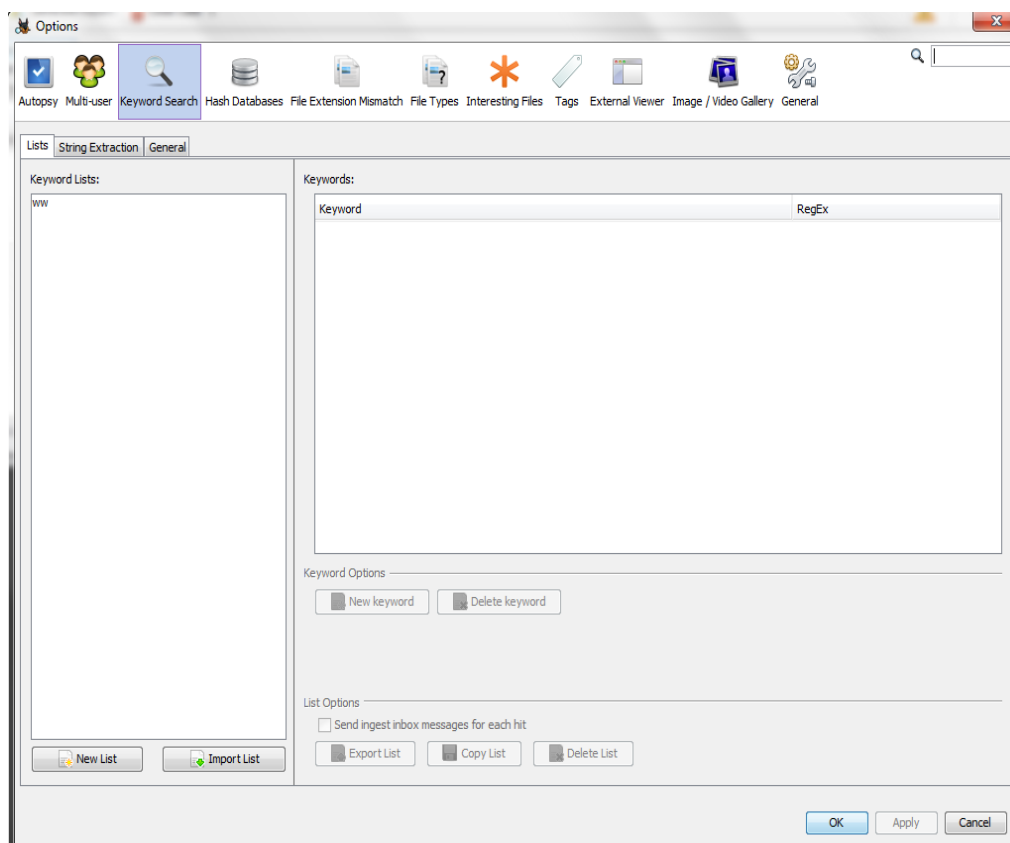 Options
Autopsy Multi-user Keyword Search Hash Databases File Extension Mismatch File Types Interesting Files Tags External Viewer Image / Video Gallery General
Lists String Extraction General
Keyword Lists:
ww
New List Import List
Keywords:
Keyword RegEx
Keyword Options
New keyword Delete keyword
List Options
Send ingest inbox messages for each hit
Export List Copy List Delete List
OK Apply Cancel